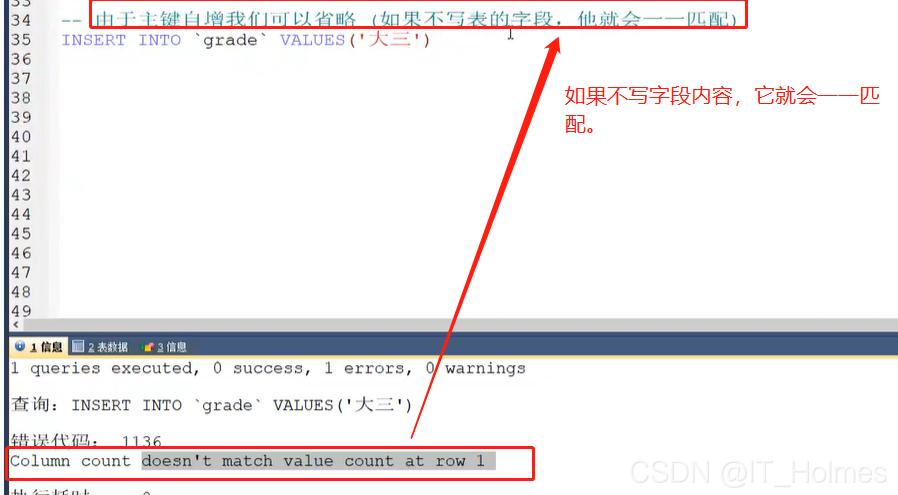 33
34 -- 由于主键自增我们可以省略 (如果不写表的字段，他就会一一匹配)
35 INSERT INTO `grade` VALUES('大三')
36
37
38
39
40
41
42
43
44
45
46
47
48
49
如果不写字段内容，它就会一一匹
配。
1 信息 2 表数据 3 信息
1 queries executed, 0 success, 1 errors, 0 warnings
查询：INSERT INTO `grade` VALUES('大三')
错误代码： 1136
Column count doesn't match value count at row 1
CSDN @IT_Holmes